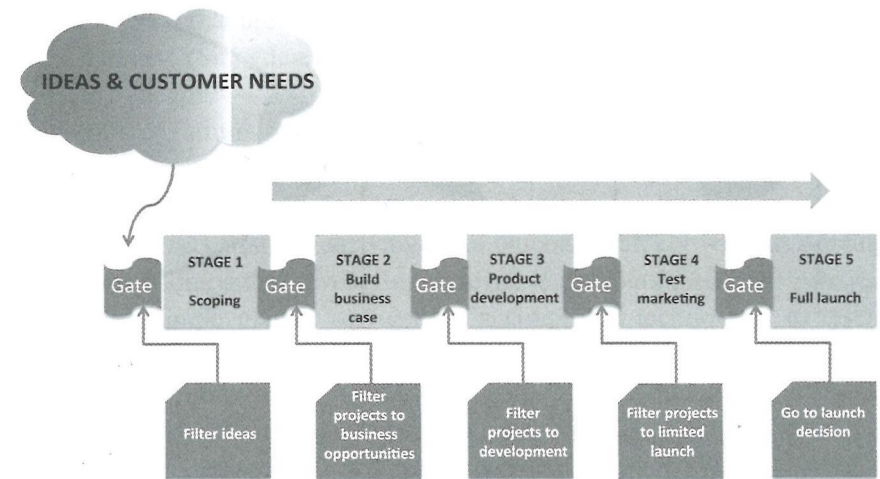 IDEAS & CUSTOMER NEEDS
Gate
STAGE 1
Scoping
Gate
STAGE 2
Build
business
case
Gate
STAGE 3
Product
development
Gate
STAGE 4
Test
marketing
Gate
STAGE 5
Full launch
Filter ideas
Filter
projects to
business
opportunities
Filter
projects to
development
Filter projects
to limited
launch
Go to launch
decision